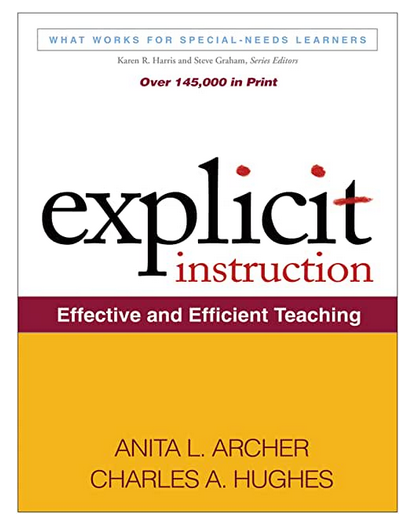 WHAT WORKS FOR SPECIAL-NEEDS LEARNERS
Karen R. Harris and Steve Graham, Series Editors
Over 145,000 in Print
explicit
instruction
Effective and Efficient Teaching
ANITA L. ARCHER
CHARLES A. HUGHES